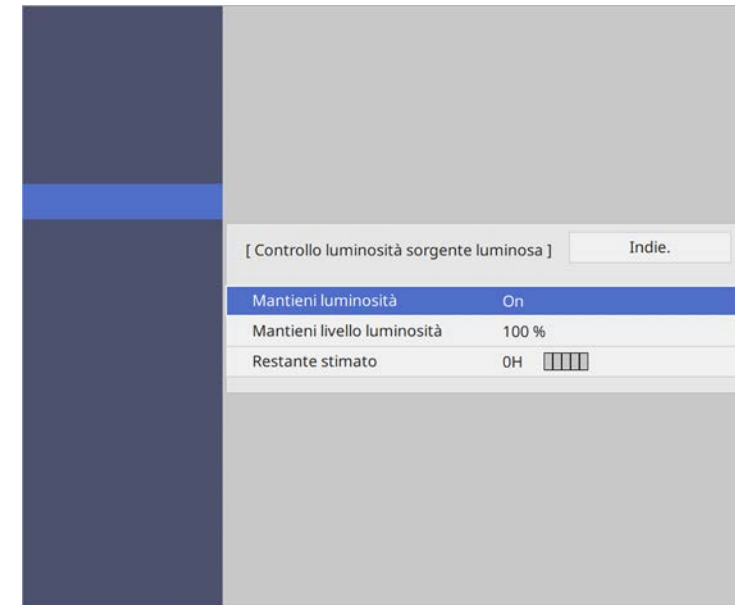 [ Controllo luminosità sorgente luminosa ] Indie.
Mantieni luminosità On
Mantieni livello luminosità 100 %
Restante stimato 0H